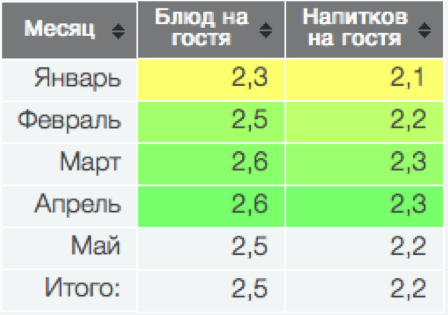 Месяц Блюд на гостя Напитков на гостя
Январь 2,3 2,1
Февраль 2,5 2,2
Март 2,6 2,3
Апрель 2,6 2,3
Май 2,5 2,2
Итого: 2,5 2,2